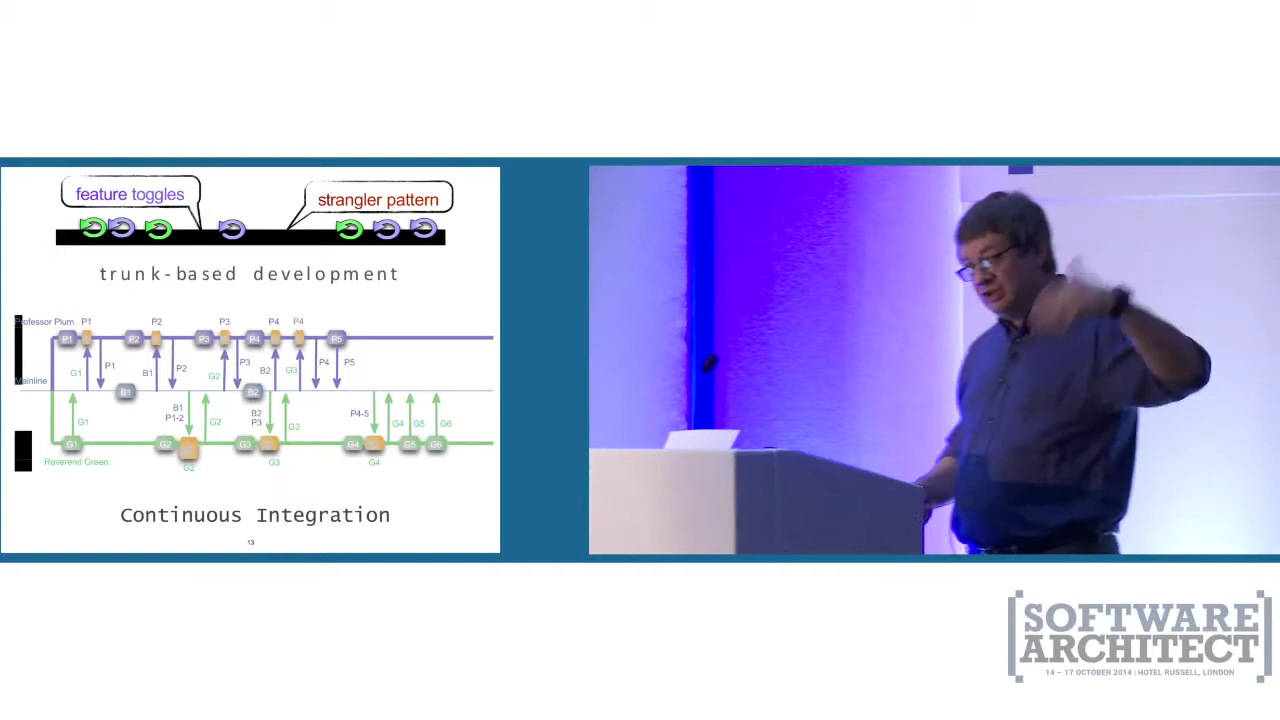 feature toggles
strangler pattern
trunk-based development
Professor Plum
P1
P2
P3
P4
P4
P1
P2
P3
P4
P5
G1
P1
B1
P2
G2
P3
B2
G3
P4
P5
Mainline
B1
B2
G1
B1
P1-2
G2
B2
P3
G3
P4-5
G4
G5
G6
G1
G2
G3
G4
G5
G6
Reverend Green
G2
G3
G4
Continuous Integration
13
SOFTWARE
ARCHITECT
14 – 17 OCTOBER 2014 | HOTEL RUSSELL, LONDON